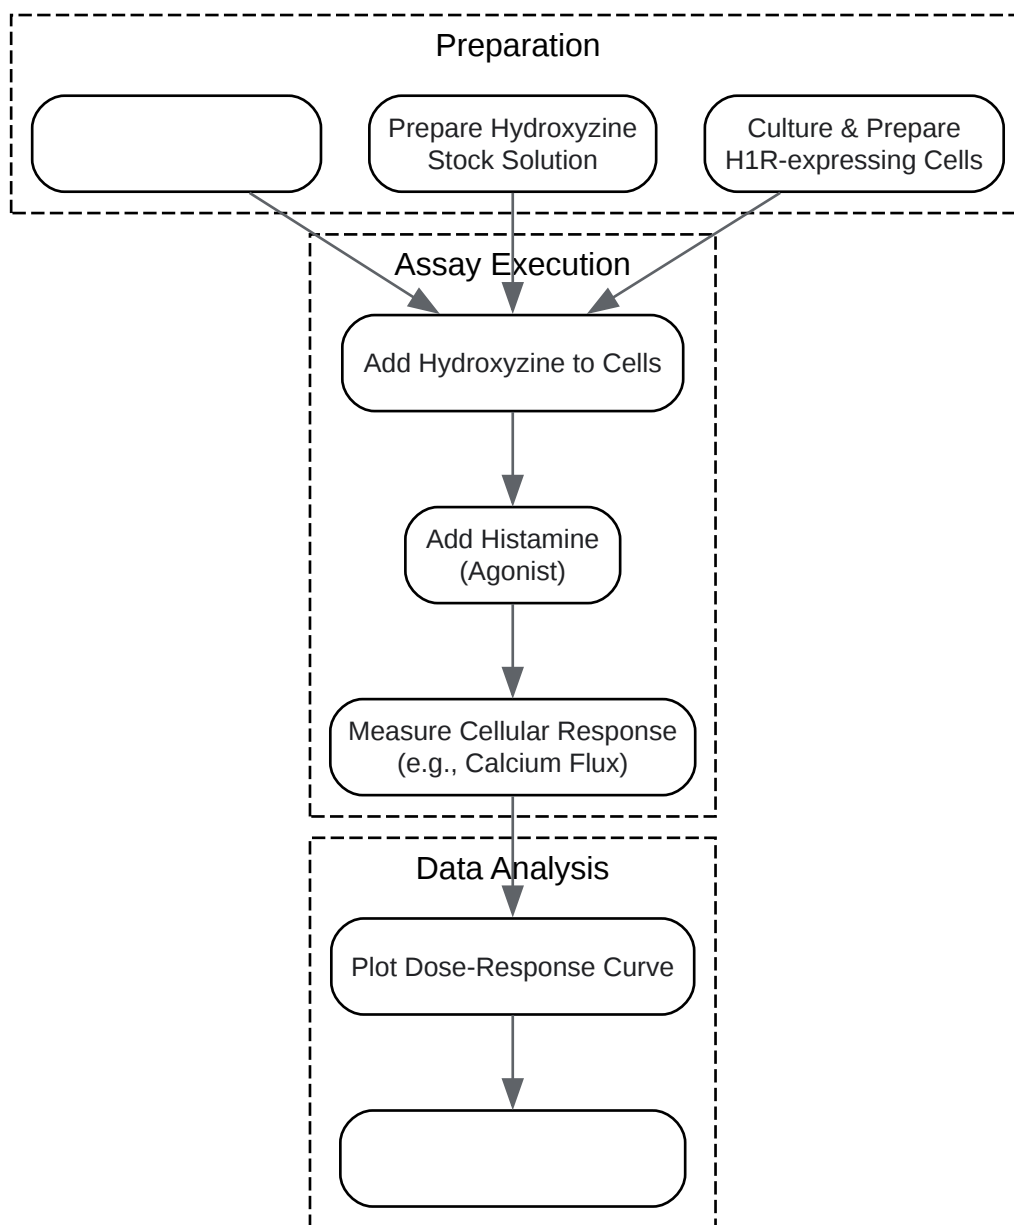 Preparation
Prepare Hydroxyzine
Stock Solution
Culture & Prepare
H1R-expressing Cells
Assay Execution
Add Hydroxyzine to Cells
Add Histamine
(Agonist)
Measure Cellular Response
(e.g., Calcium Flux)
Data Analysis
Plot Dose-Response Curve